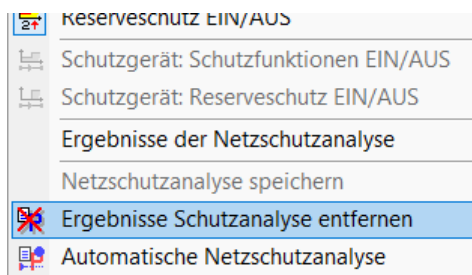 Reserveschutz EIN/AUS
Schutzgerät: Schutzfunktionen EIN/AUS
Schutzgerät: Reserveschutz EIN/AUS
Ergebnisse der Netzschutzanalyse
Netzschutzanalyse speichern
Ergebnisse Schutzanalyse entfernen
Automatische Netzschutzanalyse